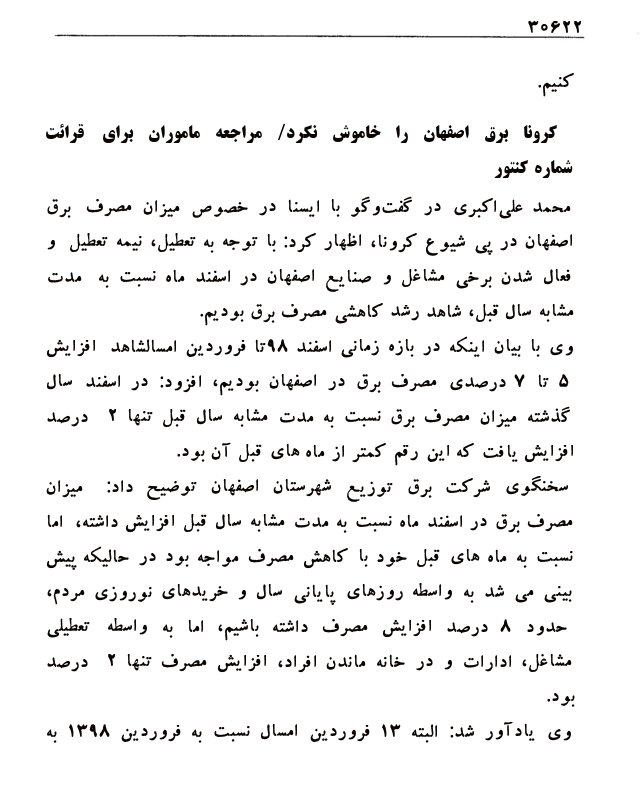 ۳۰۶۲۲
کنیم.
کرونا برق اصفهان را خاموش نکرد/ مراجعه ماموران برای قرائت
شماره کنتور
محمد علی‌اکبری در گفت‌وگو با ایسنا در خصوص میزان مصرف برق
اصفهان در پی شیوع کرونا، اظهار کرد: با توجه به تعطیل، نیمه تعطیل و
فعال شدن برخی مشاغل و صنایع اصفهان در اسفند ماه نسبت به مدت
مشابه سال قبل، شاهد رشد کاهشی مصرف برق بودیم.
وی با بیان اینکه در بازه زمانی اسفند ۹۸تا فروردین امسالشاهد افزایش
۵ تا ۷ درصدی مصرف برق در اصفهان بودیم، افزود: در اسفند سال
گذشته میزان مصرف برق نسبت به مدت مشابه سال قبل تنها ۲ درصد
افزایش یافت که این رقم کمتر از ماه های قبل آن بود.
سخنگوی شرکت برق توزیع شهرستان اصفهان توضیح داد: میزان
مصرف برق در اسفند ماه نسبت به مدت مشابه سال قبل افزایش داشته، اما
نسبت به ماه های قبل خود با کاهش مصرف مواجه بود در حالیکه پیش
بینی می شد به واسطه روزهای پایانی سال و خریدهای نوروزی مردم،
حدود ۸ درصد افزایش مصرف داشته باشیم، اما به واسطه تعطیلی
مشاغل، ادارات و در خانه ماندن افراد، افزایش مصرف تنها ۲ درصد
بود.
وی یادآور شد: البته ۱۳ فروردین امسال نسبت به فروردین ۱۳۹۸ به